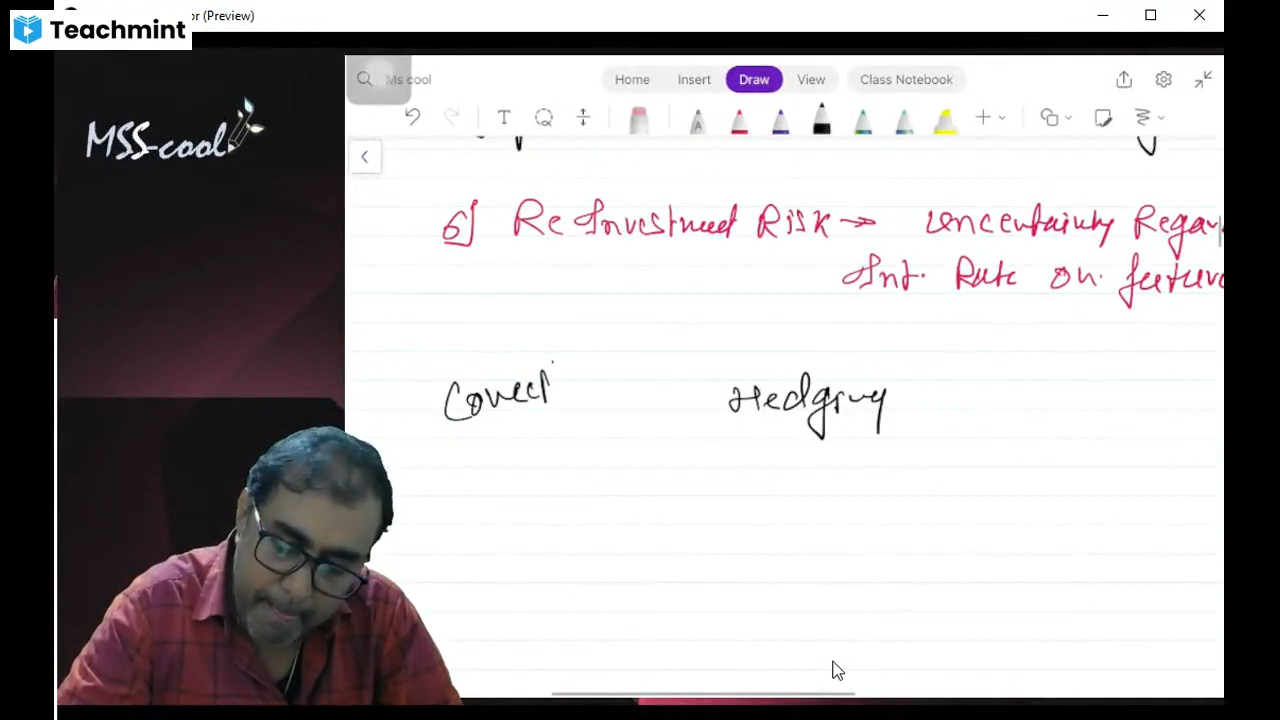 Teachmint
or (Preview)
MSS-cool
Ms cool
Home Insert Draw View Class Notebook
T
A
6] Re Investment Risk → Uncertainty Regar
Int. Rate on. future
Hedging